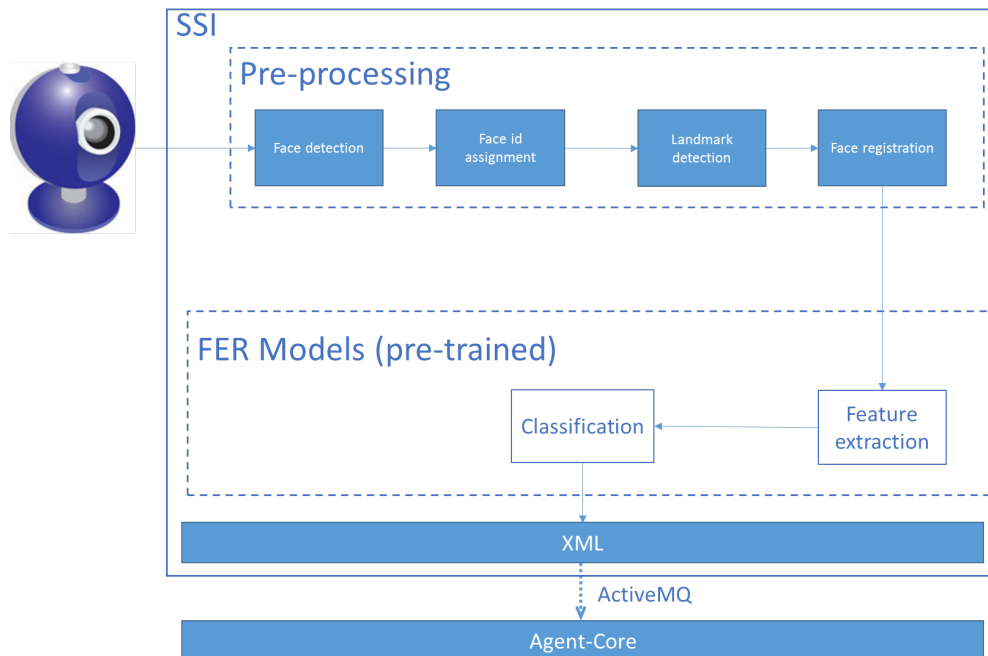 SSI
Pre-processing
Face detection
Face id
assignment
Landmark
detection
Face registration
FER Models (pre-trained)
Classification
Feature
extraction
XML
ActiveMQ
Agent-Core